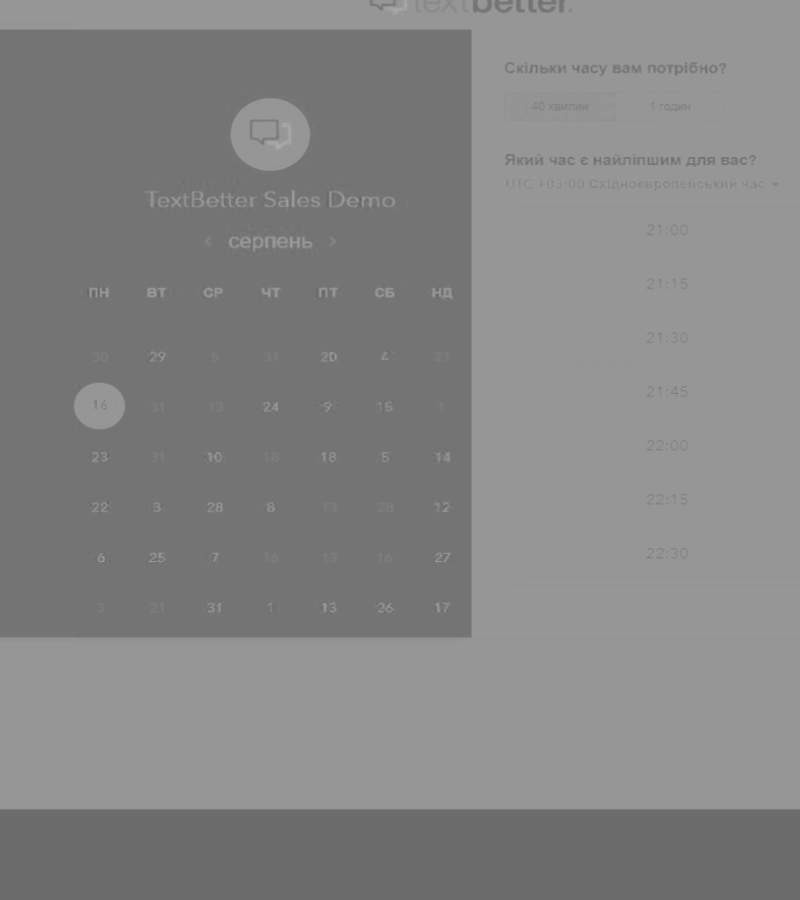 textbetter.
Скільки часу вам потрібно?
40 хвилин 1 годин
Який час є найліпшим для вас?
UTC +03:00 Східноєвропейський час
TextBetter Sales Demo
‹ серпень ›
ПН ВТ СР ЧТ ПТ СБ НД
30 29 5 31 20 4 21
16 31 13 24 9 15 1
23 31 10 18 18 5 14
22 3 28 8 13 28 12
6 25 7 16 13 16 27
3 21 31 1 13 26 17
21:00
21:15
21:30
21:45
22:00
22:15
22:30